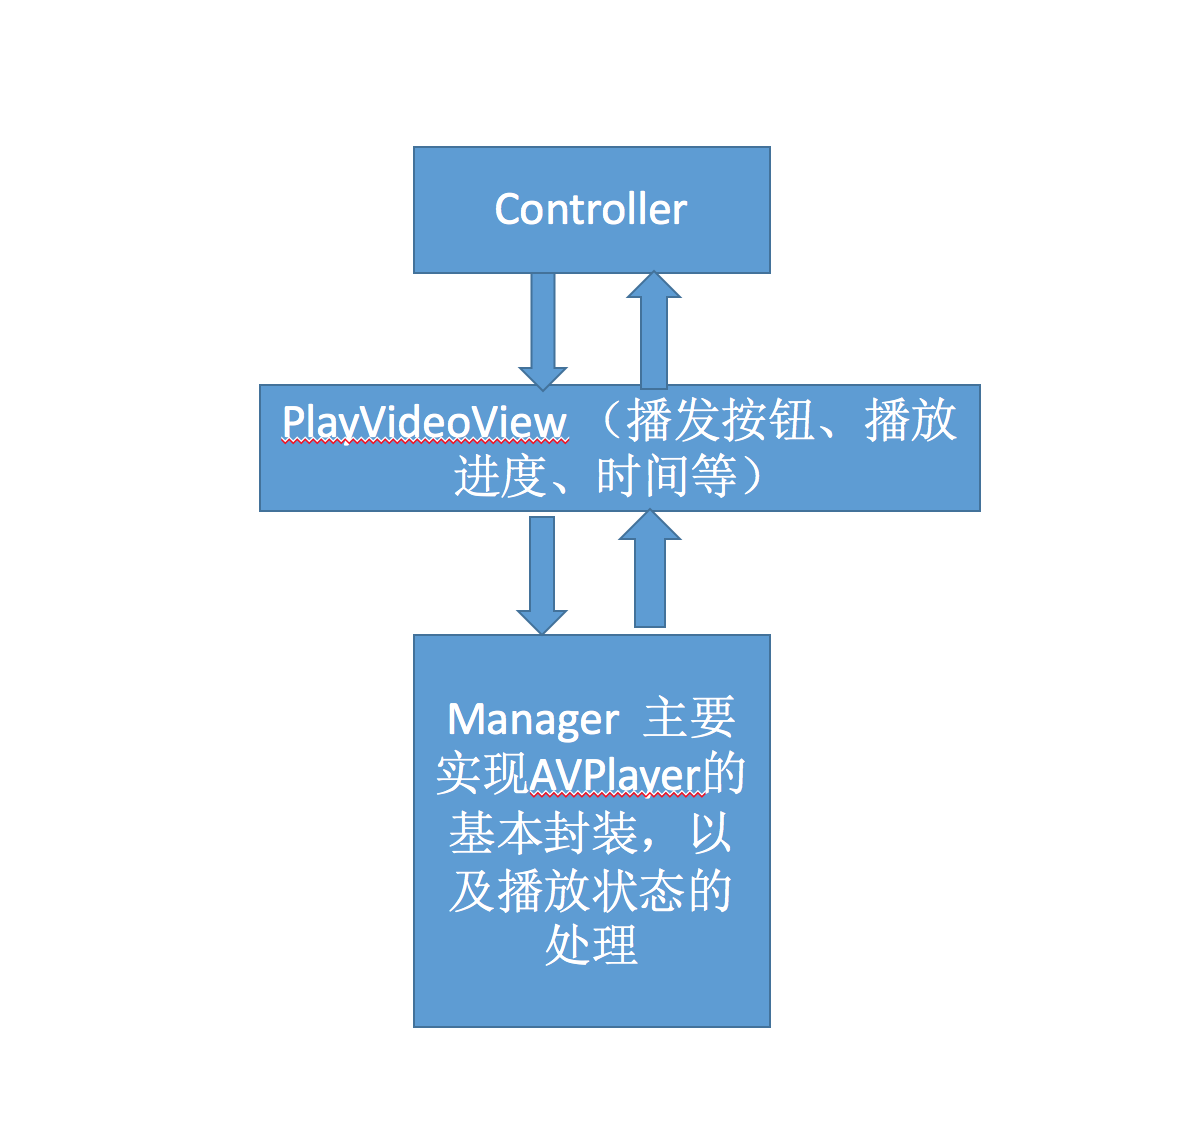 Controller
PlayVideoView（播发按钮、播放
进度、时间等）
Manager 主要
实现AVPlayer的
基本封装，以
及播放状态的
处理